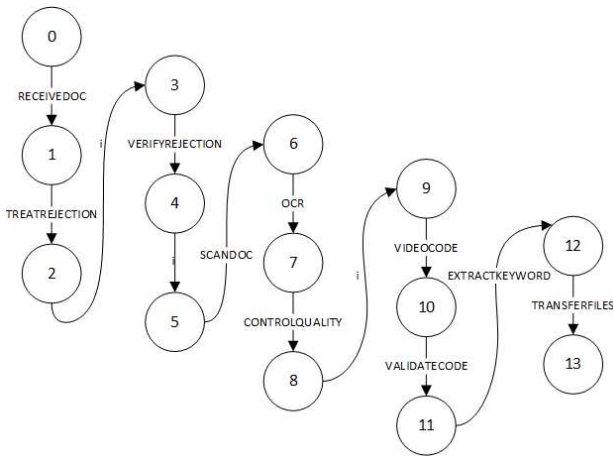 0
RECEIVEDOC
1
TREATREJECTION
2
i
3
VERIFYREJECTION
4
i
5
SCANDOC
6
OCR
7
CONTROLQUALITY
8
i
9
VIDEOCODE
10
VALIDATECODE
11
EXTRACTKEYWORD
12
TRANSFERFILES
13